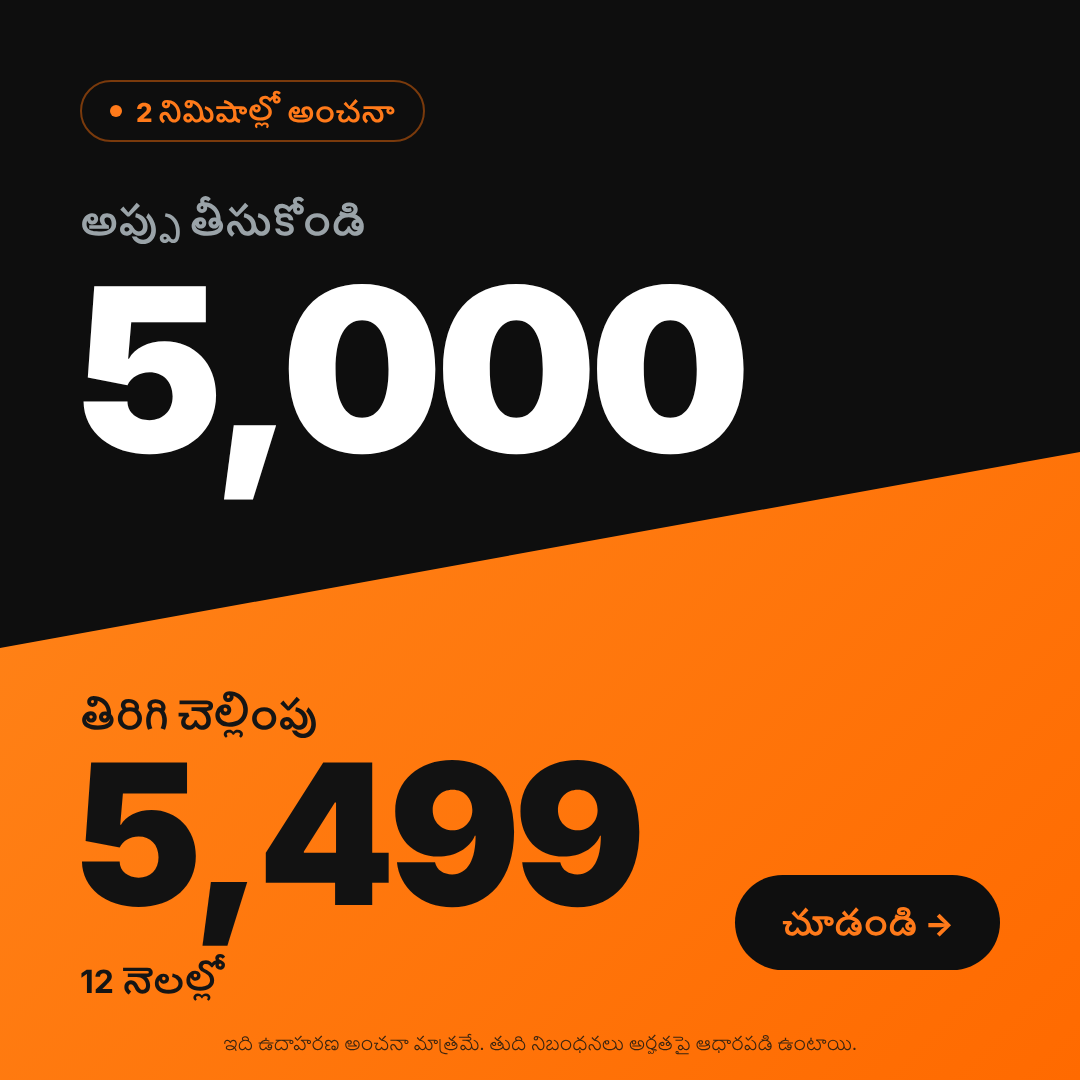 2 నిమిషాల్లో అంచనా
అప్పు తీసుకోండి
5,000
తిరిగి చెల్లింపు
5,499
12 నెలల్లో
చూడండి →
ఇది ఉదాహరణ అంచనా మాత్రమే. తుది నిబంధనలు అర్హతపై ఆధారపడి ఉంటాయి.